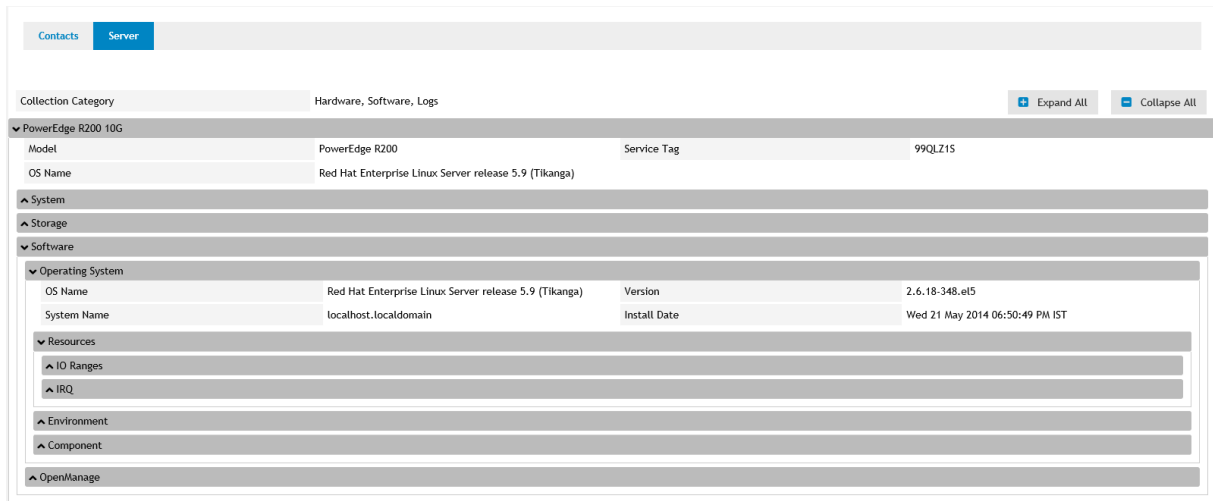 Contacts Server
Collection Category Hardware, Software, Logs Expand All Collapse All
PowerEdge R200 10G
Model PowerEdge R200 Service Tag 99QLZ1S
OS Name Red Hat Enterprise Linux Server release 5.9 (Tikanga)
System
Storage
Software
Operating System
OS Name Red Hat Enterprise Linux Server release 5.9 (Tikanga) Version 2.6.18-348.el5
System Name localhost.localdomain Install Date Wed 21 May 2014 06:50:49 PM IST
Resources
IO Ranges
IRQ
Environment
Component
OpenManage